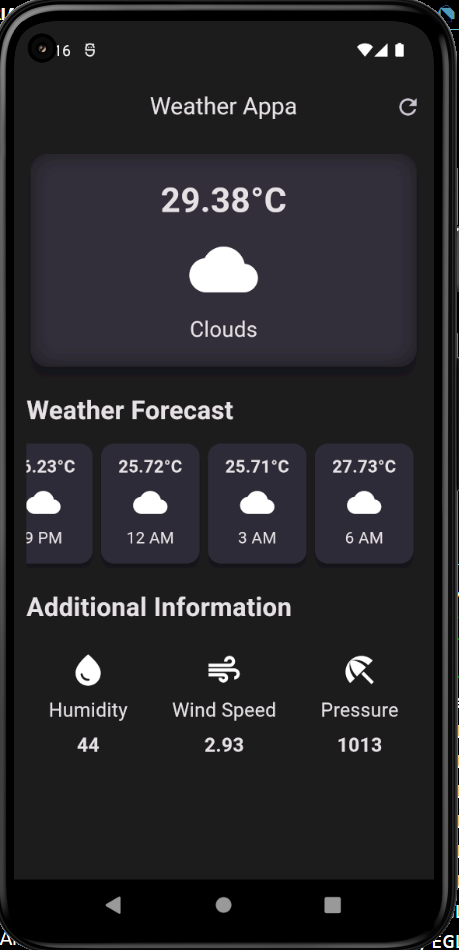 16
Weather Appa
29.38°C
Clouds
Weather Forecast
6.23°C 25.72°C 25.71°C 27.73°C
9 PM 12 AM 3 AM 6 AM
Additional Information
Humidity Wind Speed Pressure
44 2.93 1013